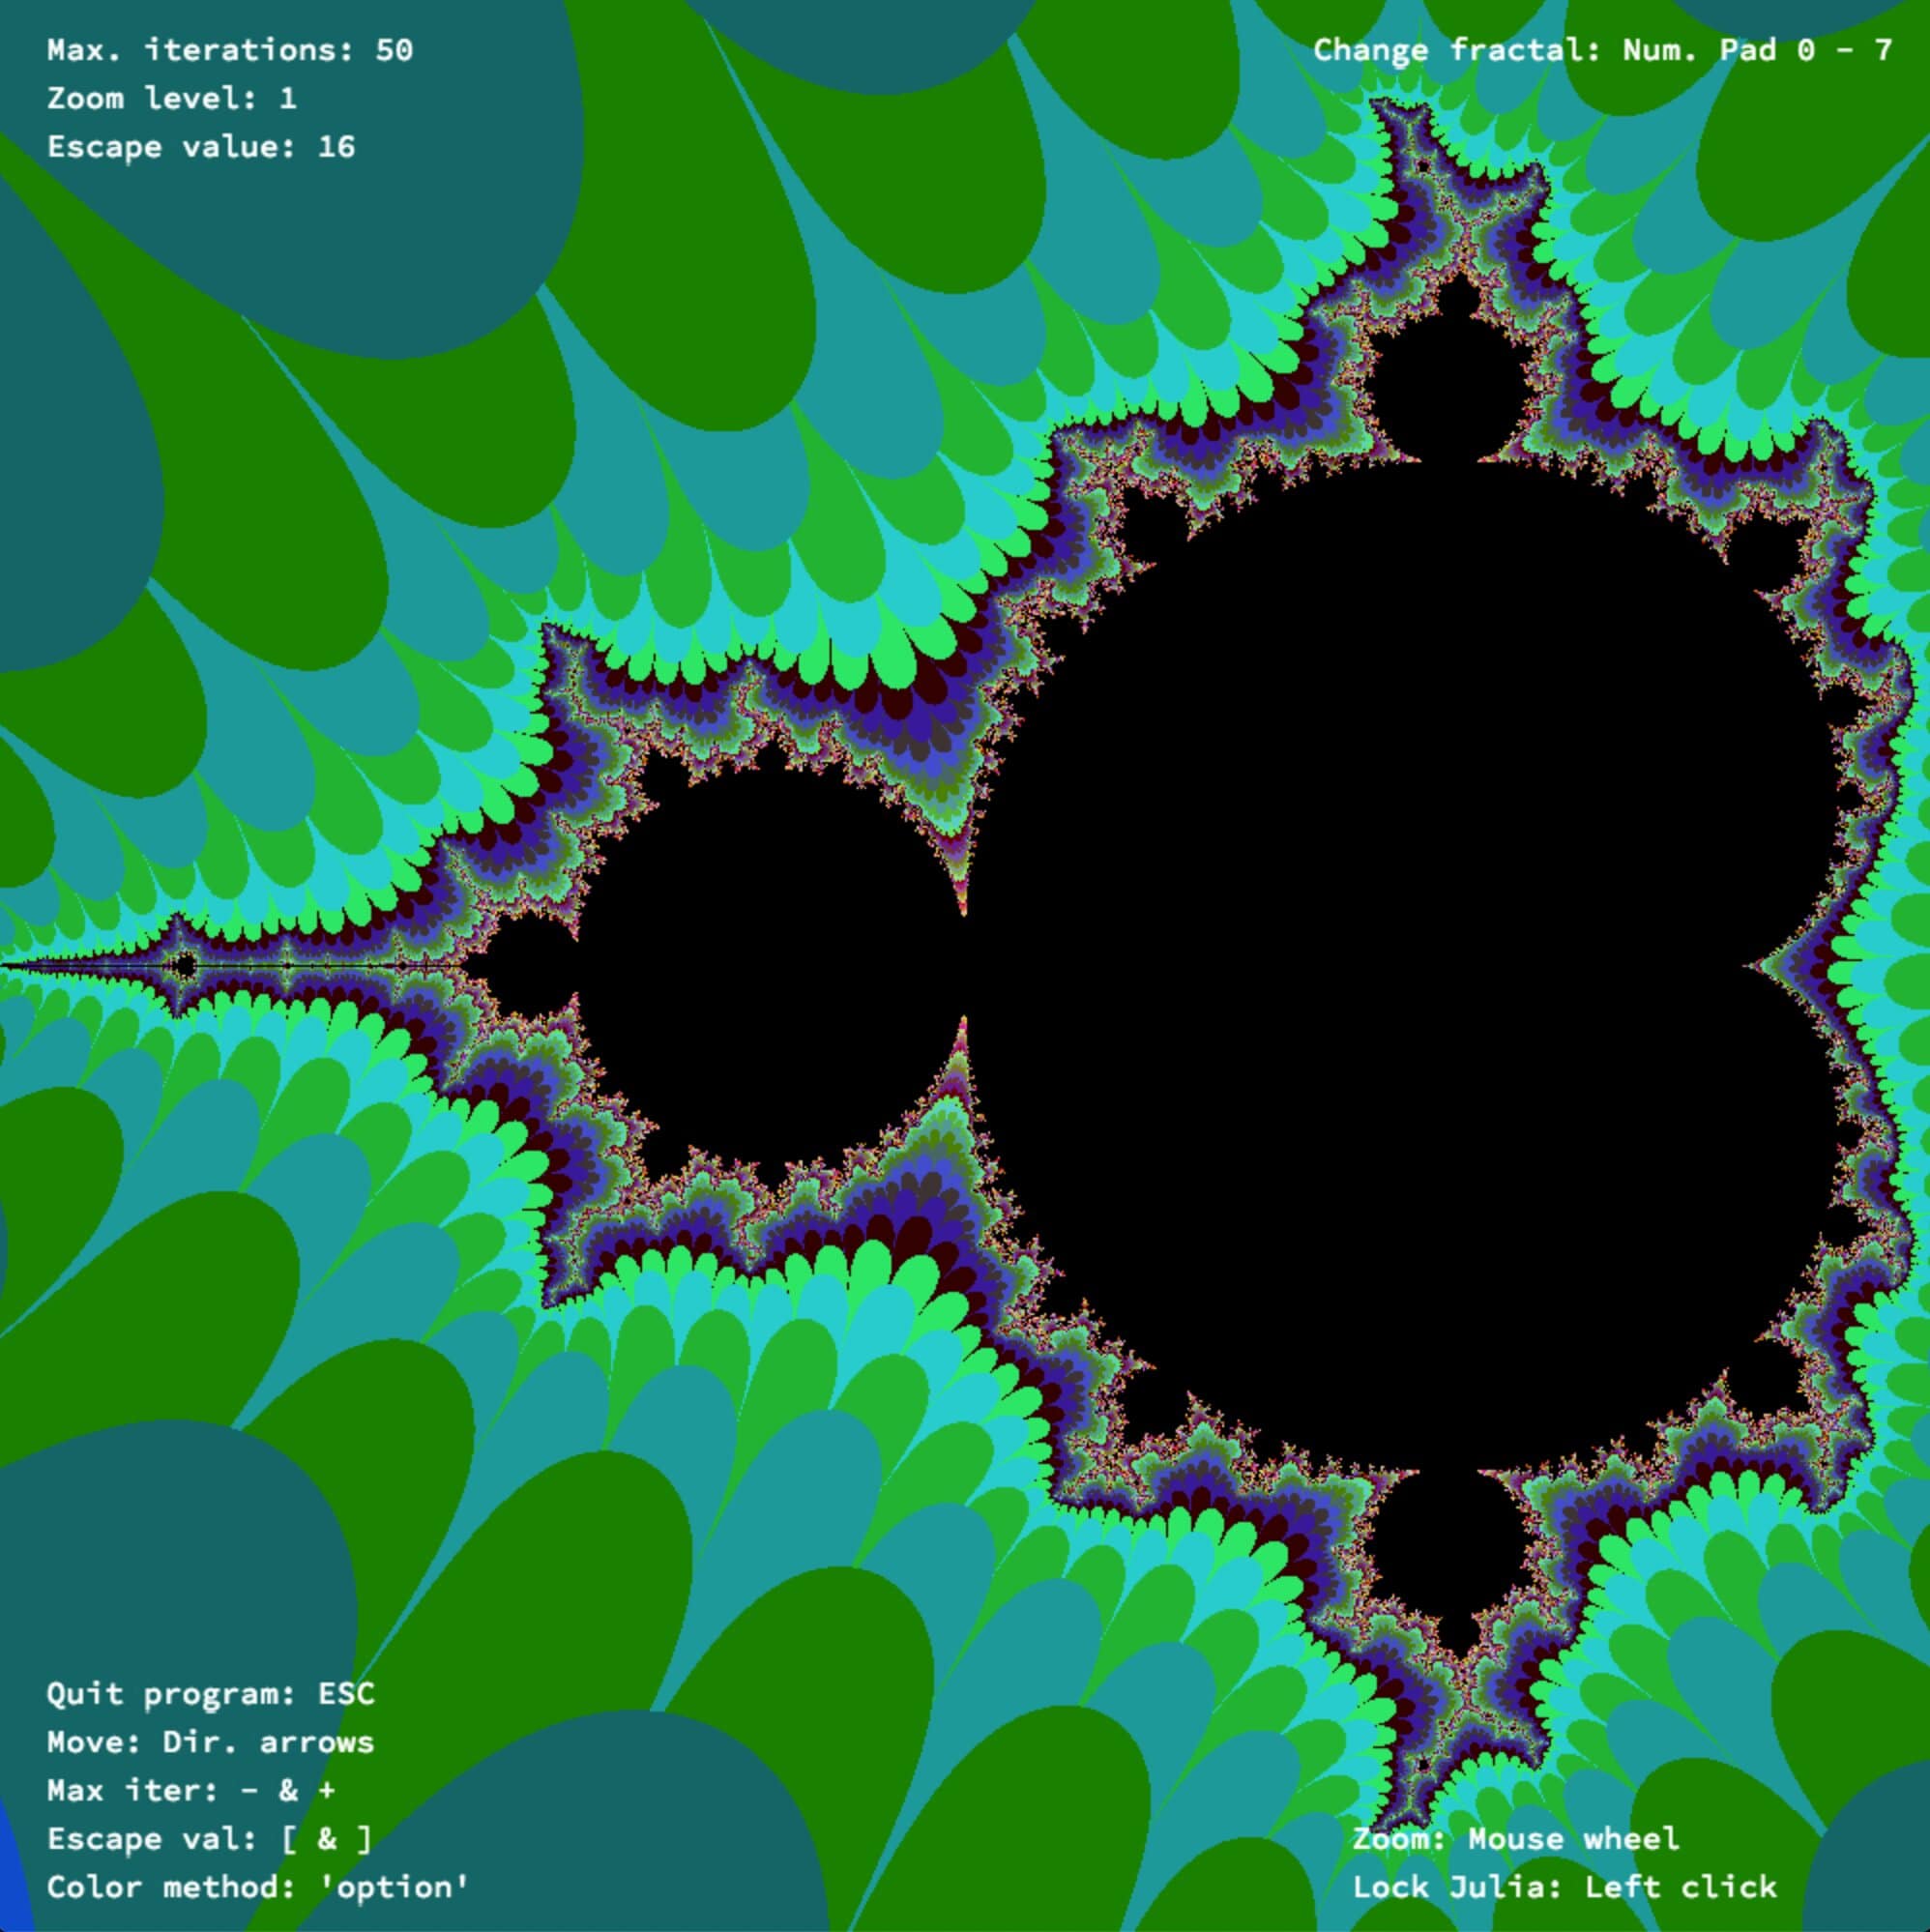 Max. iterations: 50
Zoom level: 1
Escape value: 16
Change fractal: Num. Pad 0 - 7
Quit program: ESC
Move: Dir. arrows
Max iter: - & +
Escape val: [ & ]
Color method: 'option'
Zoom: Mouse wheel
Lock Julia: Left click